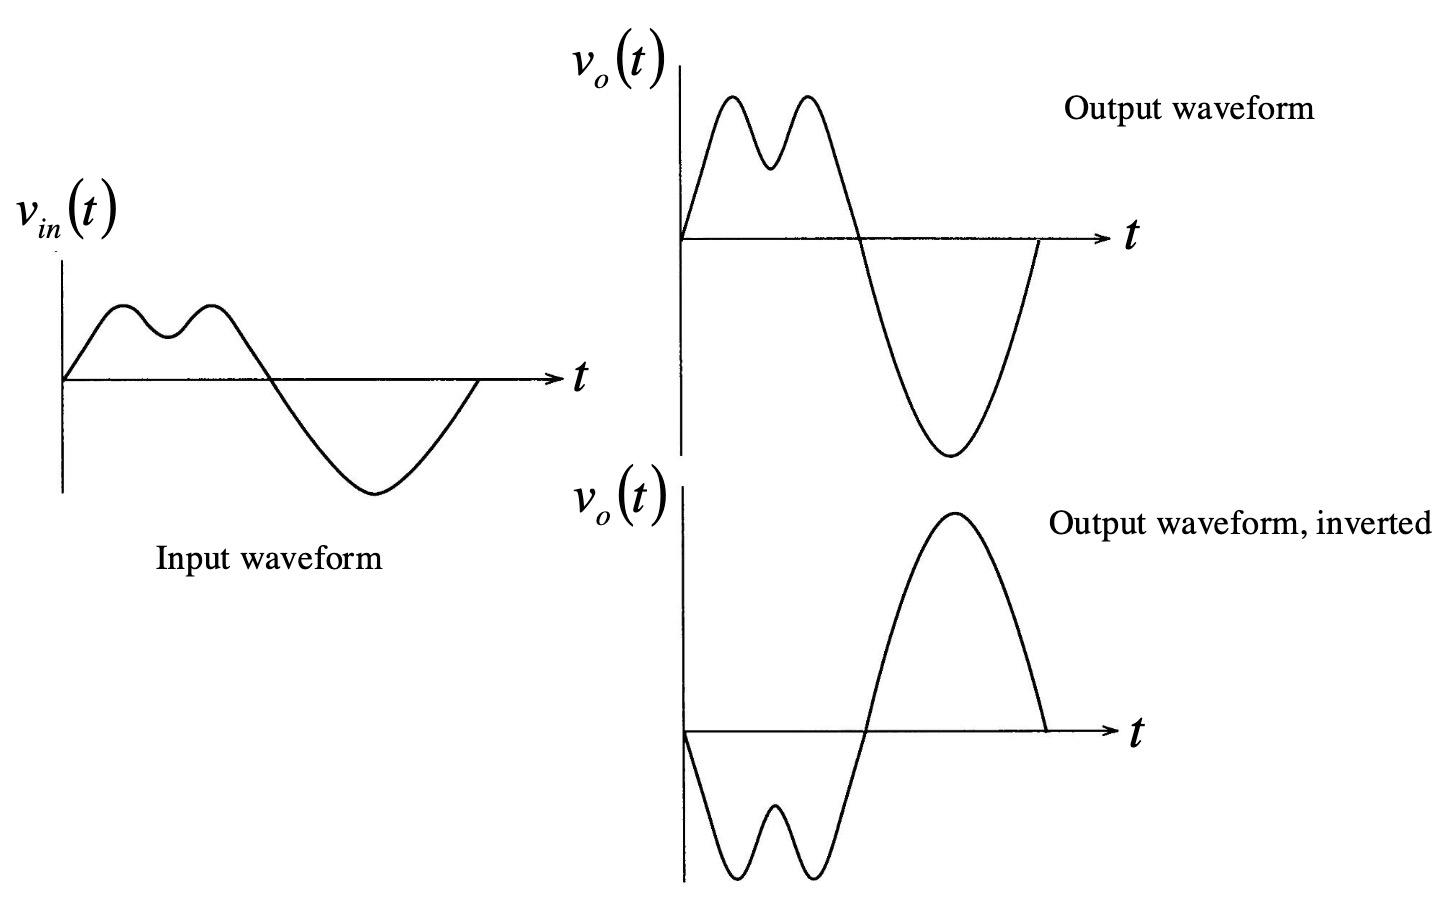 v_o(t)
Output waveform
v_in(t)
t
t
Input waveform
v_o(t)
Output waveform, inverted
t